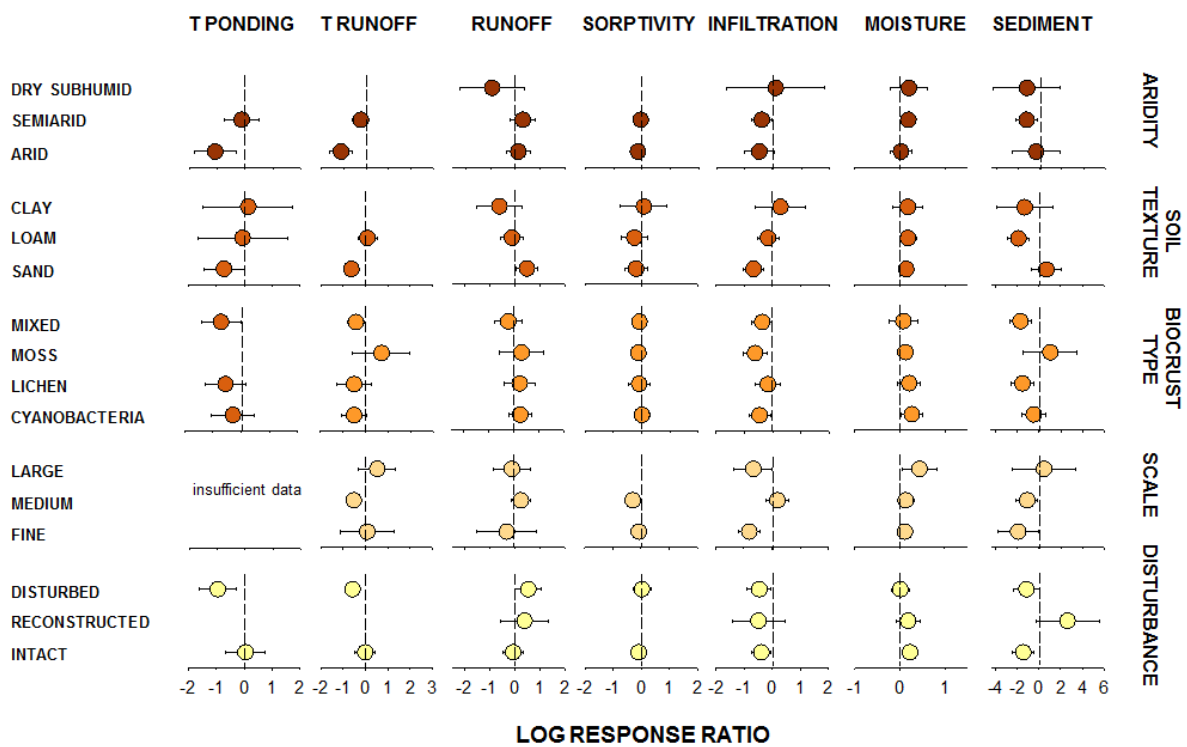 T PONDING T RUNOFF RUNOFF SORPTIVITY INFILTRATION MOISTURE SEDIMENT
DRY SUBHUMID
SEMIARID
ARID
ARIDITY
CLAY
LOAM
SAND
SOIL
TEXTURE
MIXED
MOSS
LICHEN
CYANOBACTERIA
BIOCRUST
TYPE
LARGE
MEDIUM
FINE
insufficient data
SCALE
DISTURBED
RECONSTRUCTED
INTACT
DISTURBANCE
-2 -1 0 1 2 -2 -1 0 1 2 3 -2 -1 0 1 2 -2 -1 0 1 2 -2 -1 0 1 2 -1 0 1 -4 -2 0 2 4 6
LOG RESPONSE RATIO